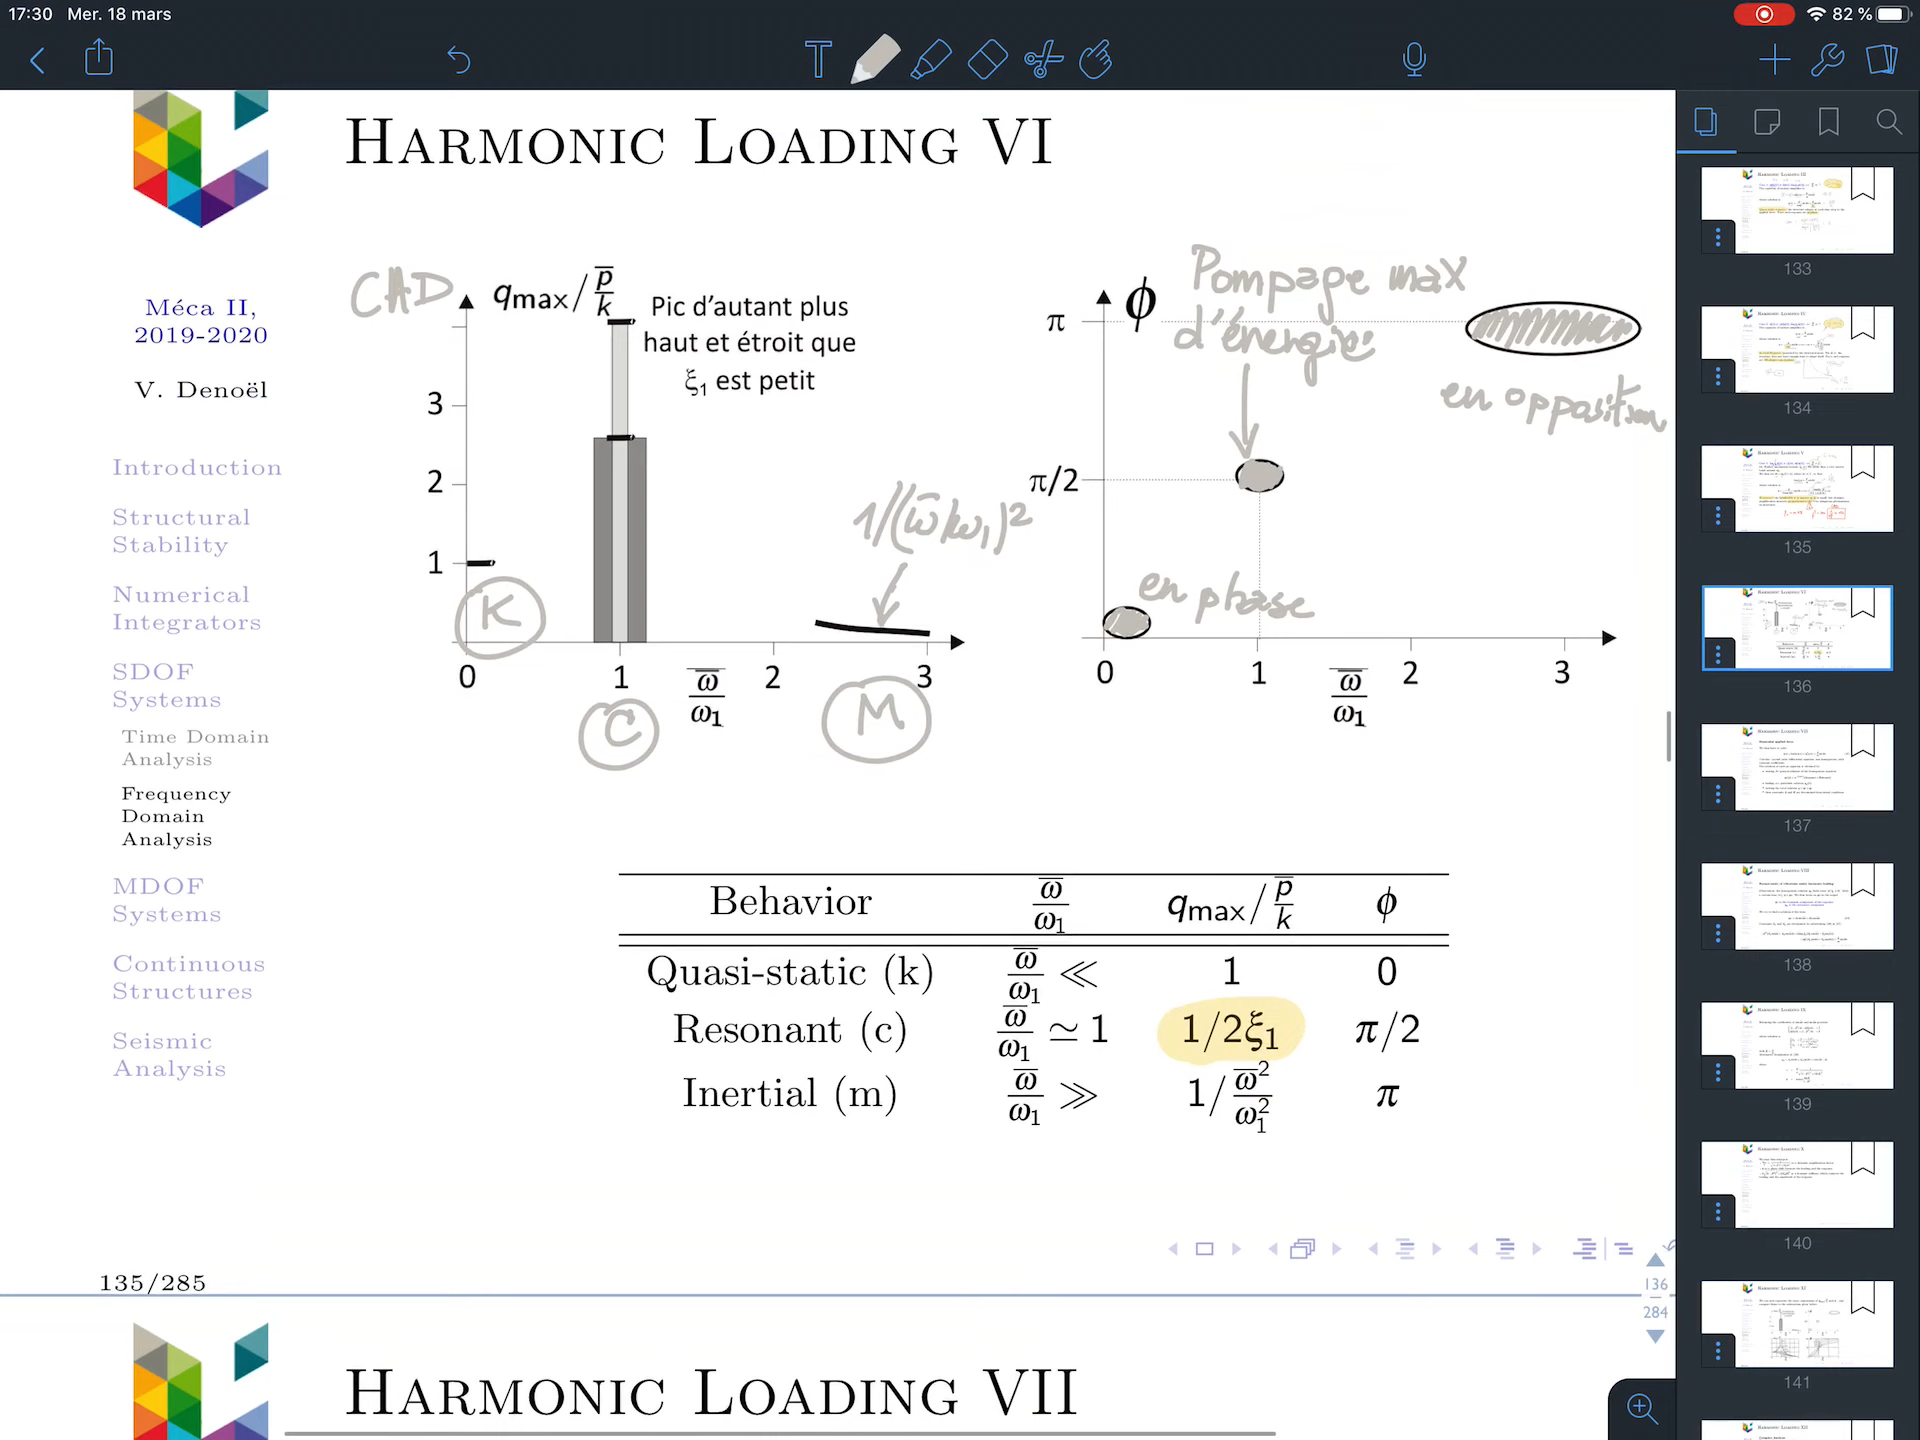 17:30 Mer. 18 mars
82 %
HARMONIC LOADING VI
Méca II,
2019-2020
V. Denoël
Introduction
Structural
Stability
Numerical
Integrators
SDOF
Systems
Time Domain
Analysis
Frequency
Domain
Analysis
MDOF
Systems
Continuous
Structures
Seismic
Analysis
CAD
q_max / p̅/k
Pic d'autant plus
haut et étroit que
ξ₁ est petit
3
2
1
0 1 ω̅/ω₁ 2 3
K
C
M
1/(ω̅/ω₁)²
ϕ
π
π/2
0 1 ω̅/ω₁ 2 3
Pompage max
d'énergie
en opposition
en phase
Behavior ω̅/ω₁ q_max / p̅/k ϕ
Quasi-static (k) ω̅/ω₁ ≪ 1 0
Resonant (c) ω̅/ω₁ ≃ 1 1/2ξ₁ π/2
Inertial (m) ω̅/ω₁ ≫ 1/ω̅²/ω₁² π
135/285
136
284
HARMONIC LOADING VII
133
134
135
136
137
138
139
140
141